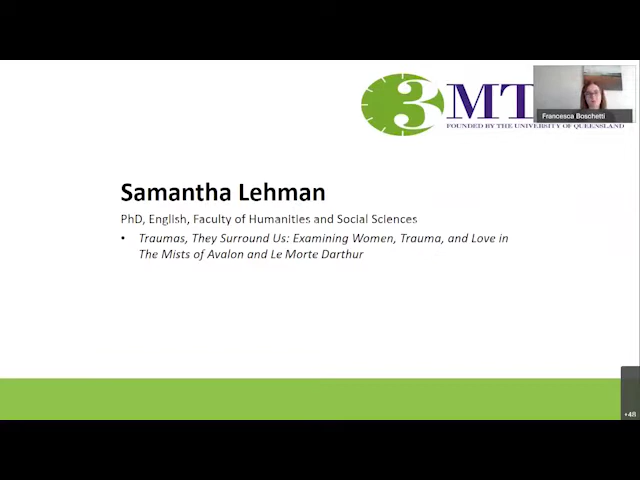 3MT
FOUNDED BY THE UNIVERSITY OF QUEENSLAND
Francesca Boschetti
Samantha Lehman
PhD, English, Faculty of Humanities and Social Sciences
• Traumas, They Surround Us: Examining Women, Trauma, and Love in
The Mists of Avalon and Le Morte Darthur
+48